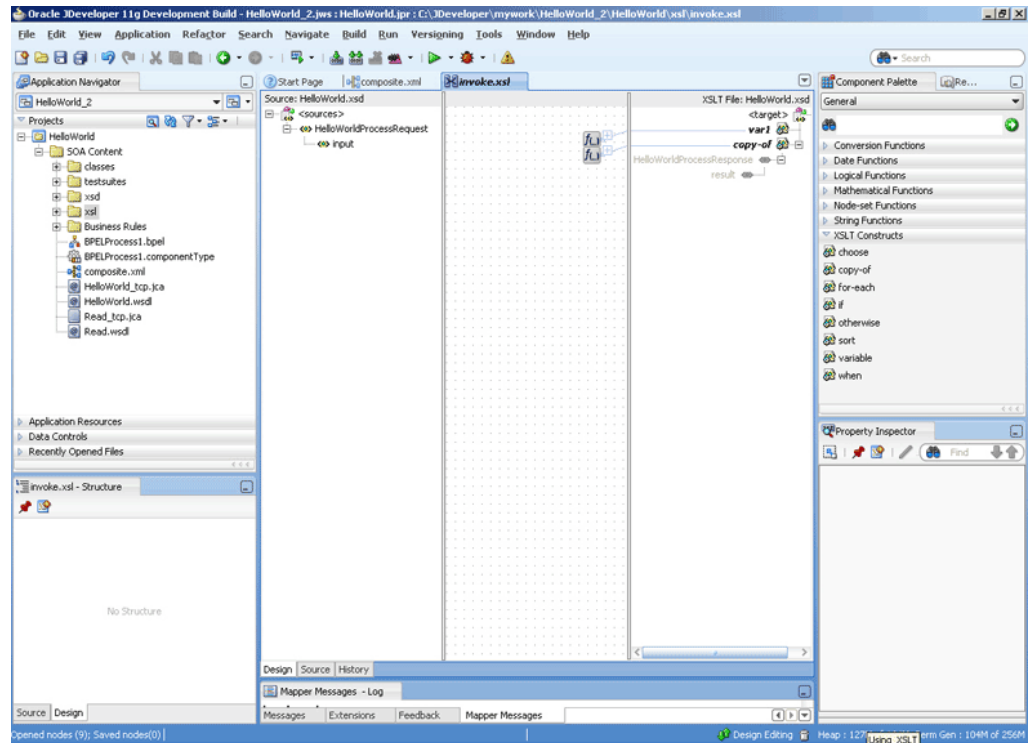 Oracle JDeveloper 11g Development Build - HelloWorld_2.jws : HelloWorld.jpr : C:\JDeveloper\mywork\HelloWorld_2\HelloWorld\xsl\invoke.xsl
File Edit View Application Refactor Search Navigate Build Run Versioning Tools Window Help
Search
Application Navigator
HelloWorld_2
Projects
HelloWorld
SOA Content
classes
testsuites
xsd
xsl
Business Rules
BPELProcess1.bpel
BPELProcess1.componentType
composite.xml
HelloWorld_tcp.jca
HelloWorld.wsdl
Read_tcp.jca
Read.wsdl
Application Resources
Data Controls
Recently Opened Files
invoke.xsl - Structure
No Structure
Source Design
Start Page composite.xml invoke.xsl
Source: HelloWorld.xsd
<sources>
HelloWorldProcessRequest
input
XSLT File: HelloWorld.xsd
<target>
var1
copy-of
HelloWorldProcessResponse
result
Design Source History
Mapper Messages - Log
Messages Extensions Feedback Mapper Messages
Component Palette Re...
General
Conversion Functions
Date Functions
Logical Functions
Mathematical Functions
Node-set Functions
String Functions
XSLT Constructs
choose
copy-of
for-each
if
otherwise
sort
variable
when
Property Inspector
Find
Opened nodes (9); Saved nodes(0)
Design Editing
Heap : 127
Using XSLT
erm Gen : 104M of 256M